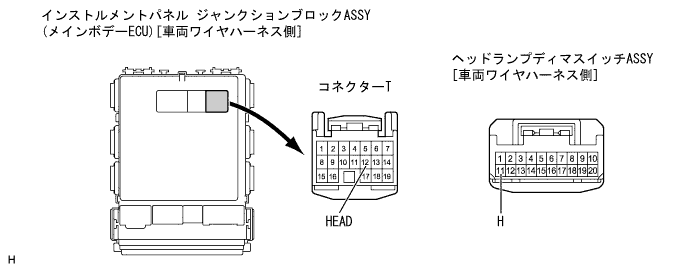 インストルメントパネル ジャンクションブロックASSY
(メインボデーECU)[車両ワイヤハーネス側]
ヘッドランプディマスイッチASSY
[車両ワイヤハーネス側]
コネクターT
1 2 3 4 5 6 7
8 9 10 11 12 13 14
15 16 17 18 19
HEAD
1 2 3 4 5 6 7 8 9 10
11 12 13 14 15 16 17 18 19 20
H
H